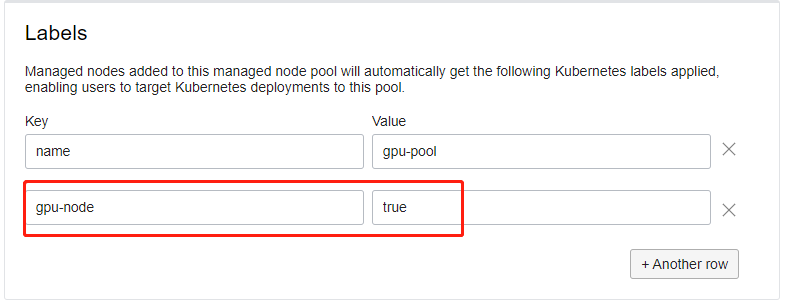 Labels
Managed nodes added to this managed node pool will automatically get the following Kubernetes labels applied,
enabling users to target Kubernetes deployments to this pool.
Key Value
name gpu-pool
gpu-node true
+ Another row